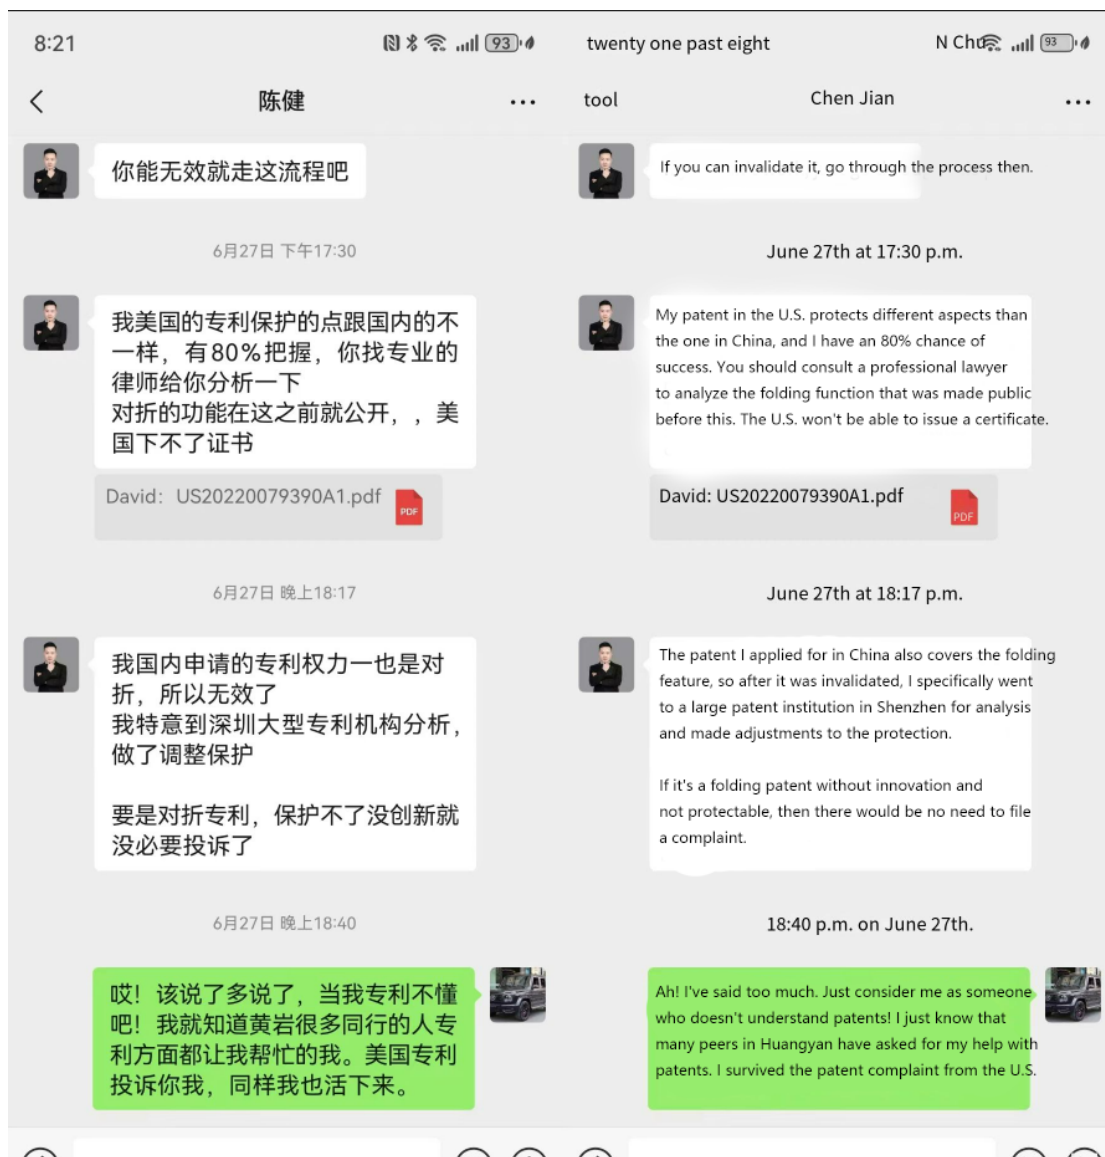 8:21
93
陈健
你能无效就走这流程吧
6月27日 下午17:30
我美国的专利保护的点跟国内的不
一样，有80%把握，你找专业的
律师给你分析一下
对折的功能在这之前就公开，，美
国下不了证书
David：US20220079390A1.pdf
PDF
6月27日 晚上18:17
我国内申请的专利权力一也是对
折，所以无效了
我特意到深圳大型专利机构分析，
做了调整保护
要是对折专利，保护不了没创新就
没必要投诉了
6月27日 晚上18:40
哎！该说了多说了，当我专利不懂
吧！我就知道黄岩很多同行的人专
利方面都让我帮忙的我。美国专利
投诉你我，同样我也活下来。
twenty one past eight
N Chu
93
tool
Chen Jian
If you can invalidate it, go through the process then.
June 27th at 17:30 p.m.
My patent in the U.S. protects different aspects than
the one in China, and I have an 80% chance of
success. You should consult a professional lawyer
to analyze the folding function that was made public
before this. The U.S. won't be able to issue a certificate.
David: US20220079390A1.pdf
PDF
June 27th at 18:17 p.m.
The patent I applied for in China also covers the folding
feature, so after it was invalidated, I specifically went
to a large patent institution in Shenzhen for analysis
and made adjustments to the protection.
If it's a folding patent without innovation and
not protectable, then there would be no need to file
a complaint.
18:40 p.m. on June 27th.
Ah! I've said too much. Just consider me as someone
who doesn't understand patents! I just know that
many peers in Huangyan have asked for my help with
patents. I survived the patent complaint from the U.S.